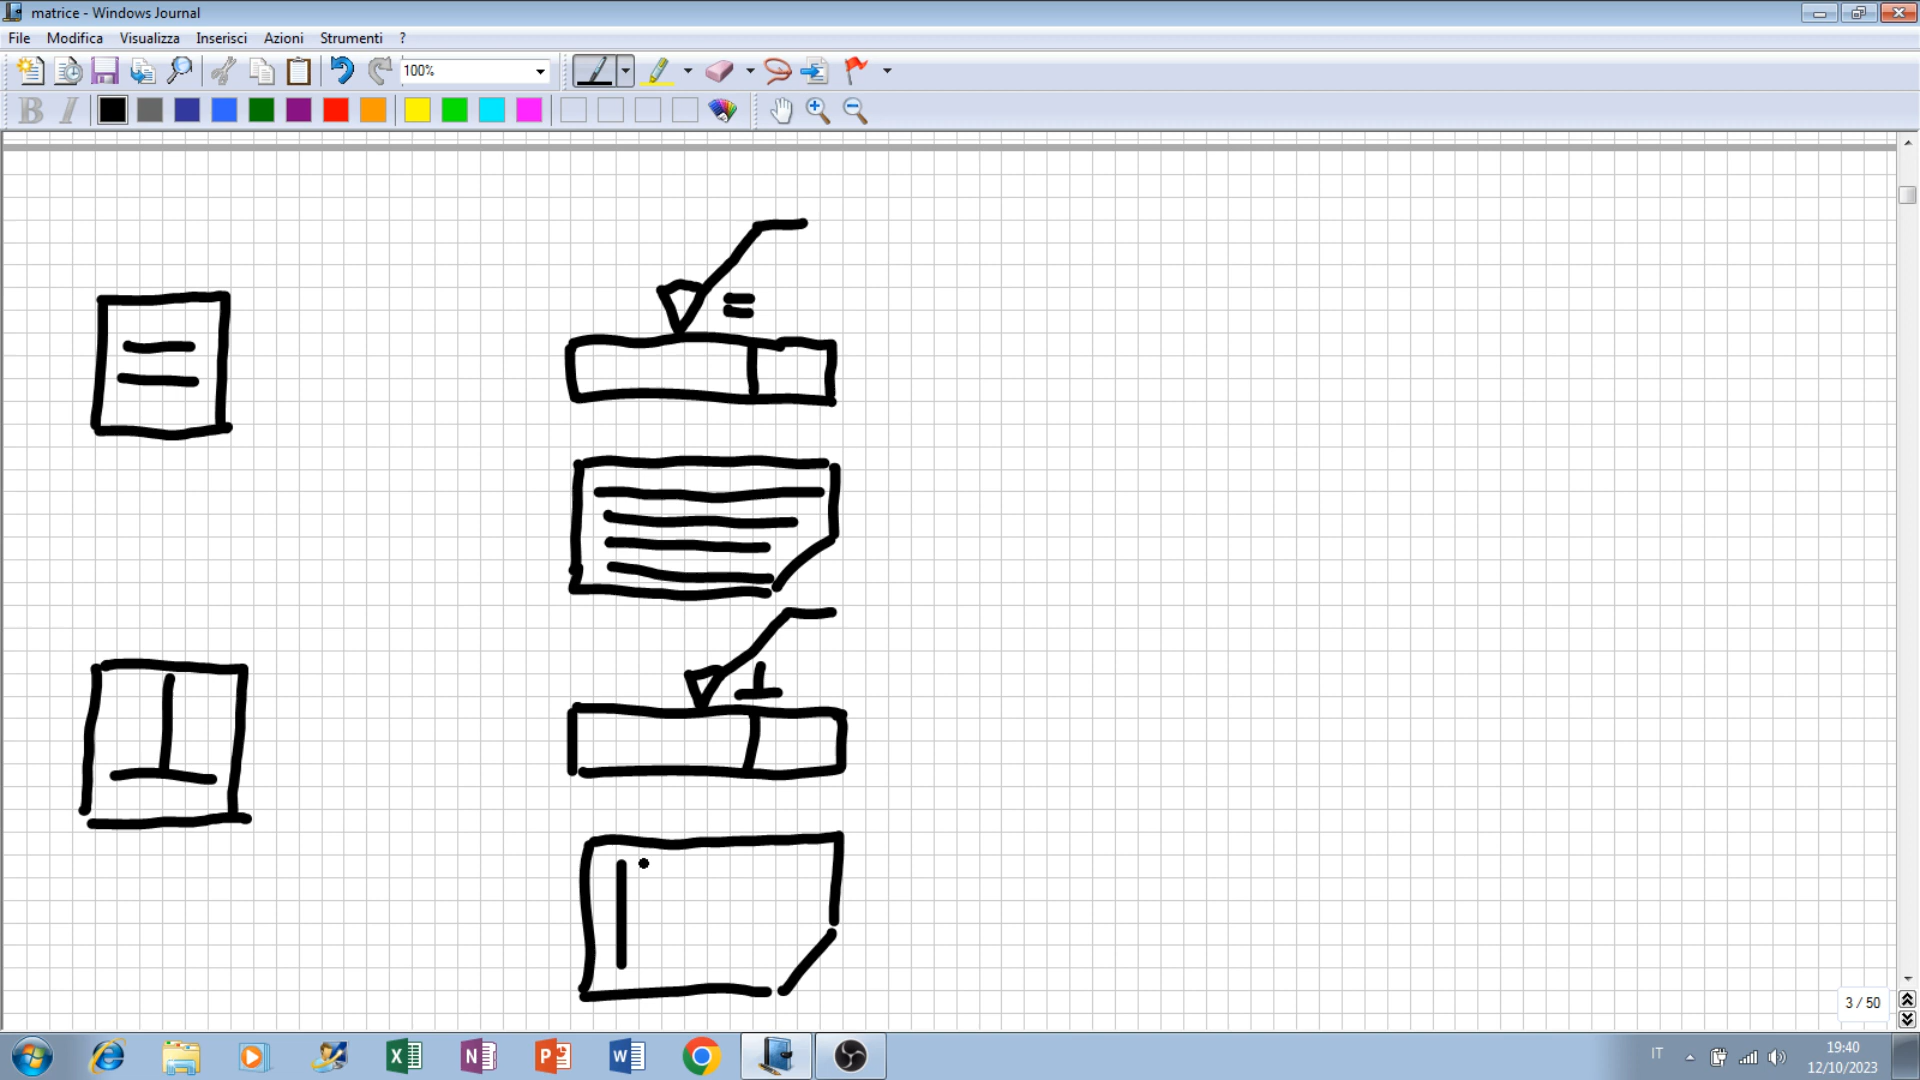 matrice - Windows Journal
File Modifica Visualizza Inserisci Azioni Strumenti ?
100%
B I
=
⊥
3 / 50
IT
19:40
12/10/2023